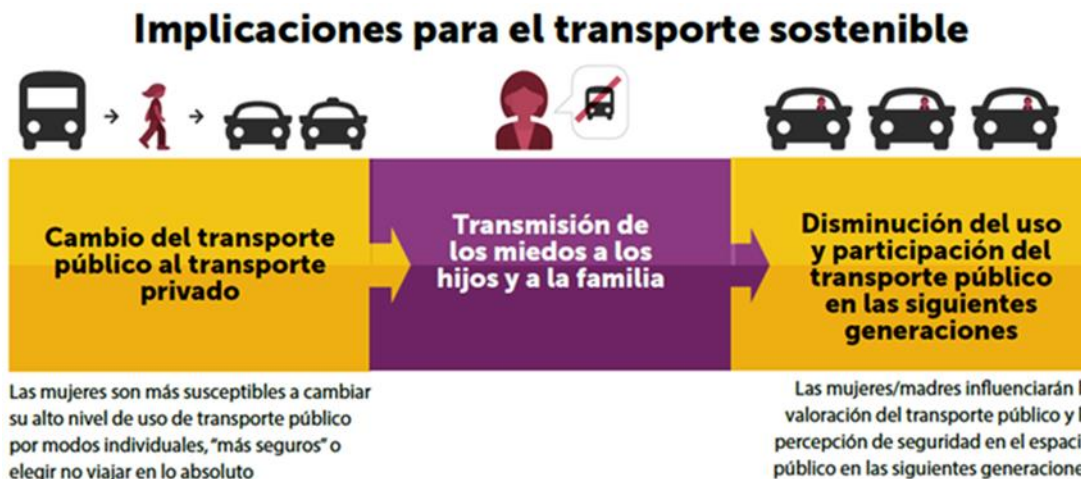 Implicaciones para el transporte sostenible
Cambio del transporte
público al transporte
privado
Transmisión de
los miedos a los
hijos y a la familia
Disminución del uso
y participación del
transporte público
en las siguientes
generaciones
Las mujeres son más susceptibles a cambiar
su alto nivel de uso de transporte público
por modos individuales, “más seguros” o
elegir no viajar en lo absoluto
Las mujeres/madres influenciarán
valoración del transporte público y
percepción de seguridad en el
público en las siguientes